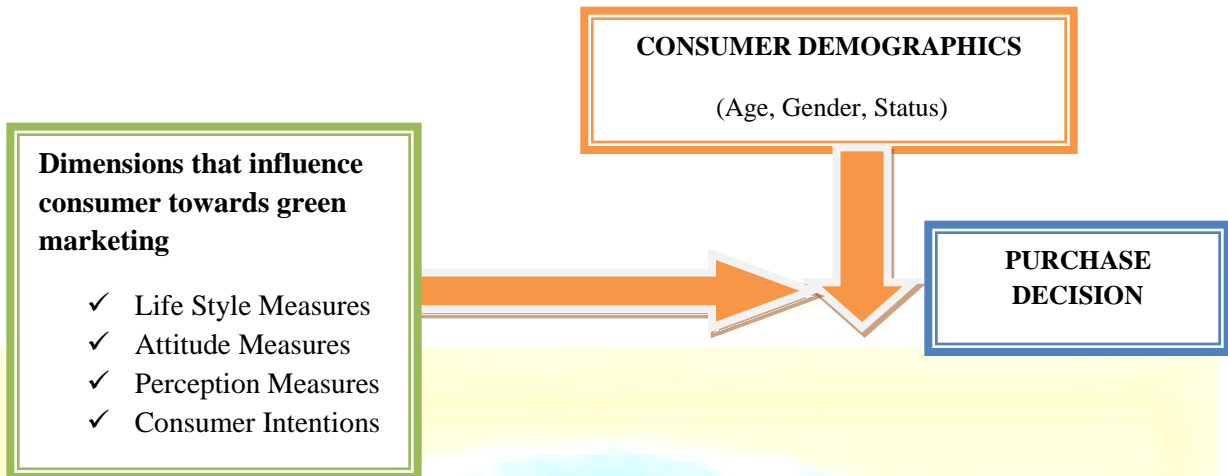 CONSUMER DEMOGRAPHICS
(Age, Gender, Status)
Dimensions that influence
consumer towards green
marketing
✓ Life Style Measures
✓ Attitude Measures
✓ Perception Measures
✓ Consumer Intentions
PURCHASE
DECISION